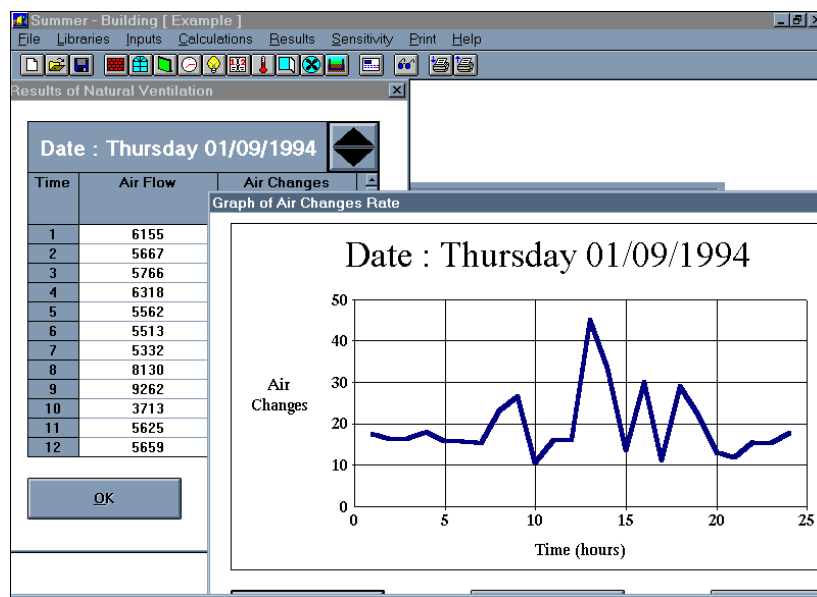 Summer - Building [ Example ]
File Libraries Inputs Calculations Results Sensitivity Print Help
Results of Natural Ventilation
Date : Thursday 01/09/1994
Time Air Flow Air Changes
1 6155
2 5667
3 5766
4 6318
5 5562
6 5513
7 5332
8 8130
9 9262
10 3713
11 5625
12 5659
OK
Graph of Air Changes Rate
Date : Thursday 01/09/1994
50
40
30
20
10
0
Air
Changes
0 5 10 15 20 25
Time (hours)